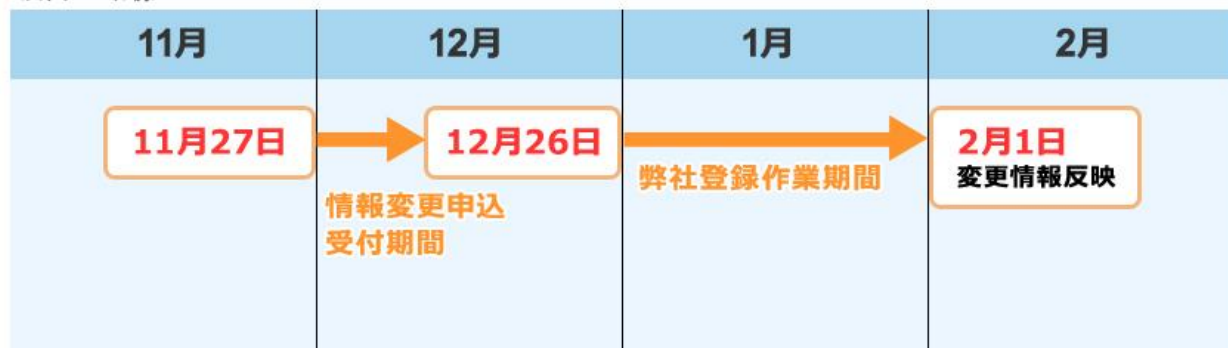 11月
12月
1月
2月
11月27日
12月26日
2月1日
変更情報反映
情報変更申込
受付期間
弊社登録作業期間